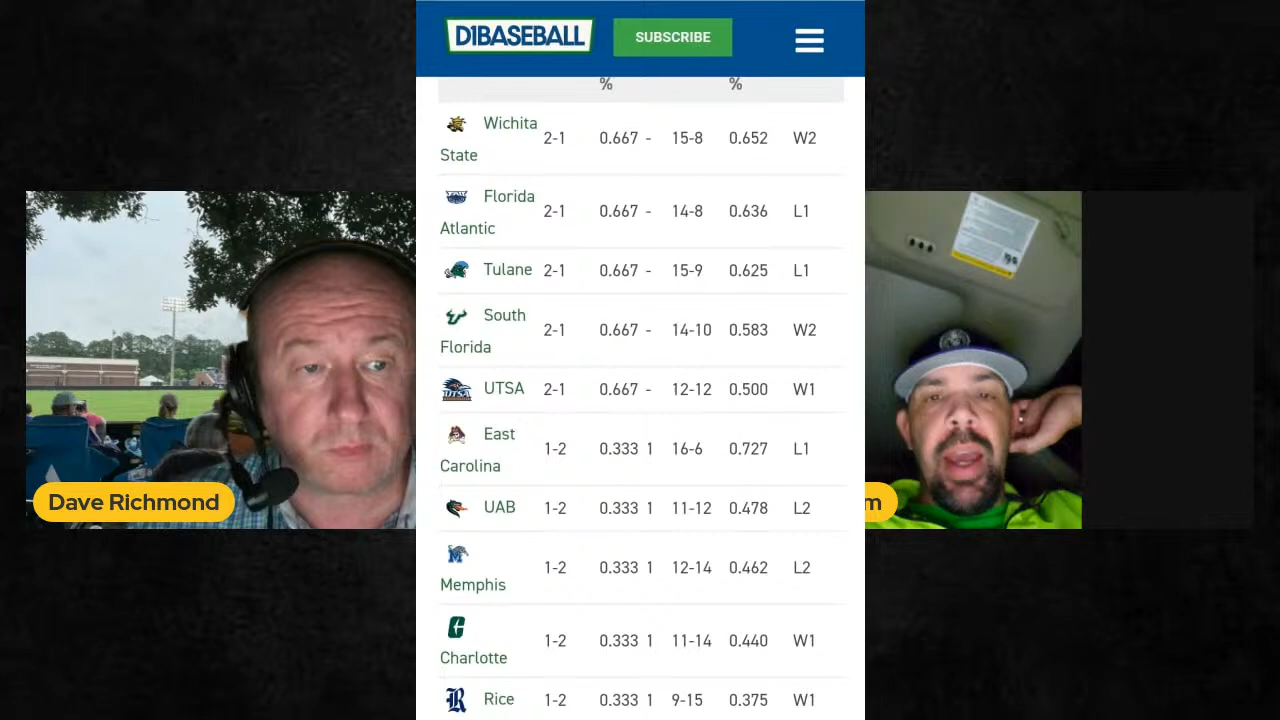 D1BASEBALL
SUBSCRIBE
% %
Wichita State 2-1 0.667 - 15-8 0.652 W2
Florida Atlantic 2-1 0.667 - 14-8 0.636 L1
Tulane 2-1 0.667 - 15-9 0.625 L1
South Florida 2-1 0.667 - 14-10 0.583 W2
UTSA 2-1 0.667 - 12-12 0.500 W1
East Carolina 1-2 0.333 1 16-6 0.727 L1
UAB 1-2 0.333 1 11-12 0.478 L2
Memphis 1-2 0.333 1 12-14 0.462 L2
Charlotte 1-2 0.333 1 11-14 0.440 W1
Rice 1-2 0.333 1 9-15 0.375 W1
Dave Richmond
m